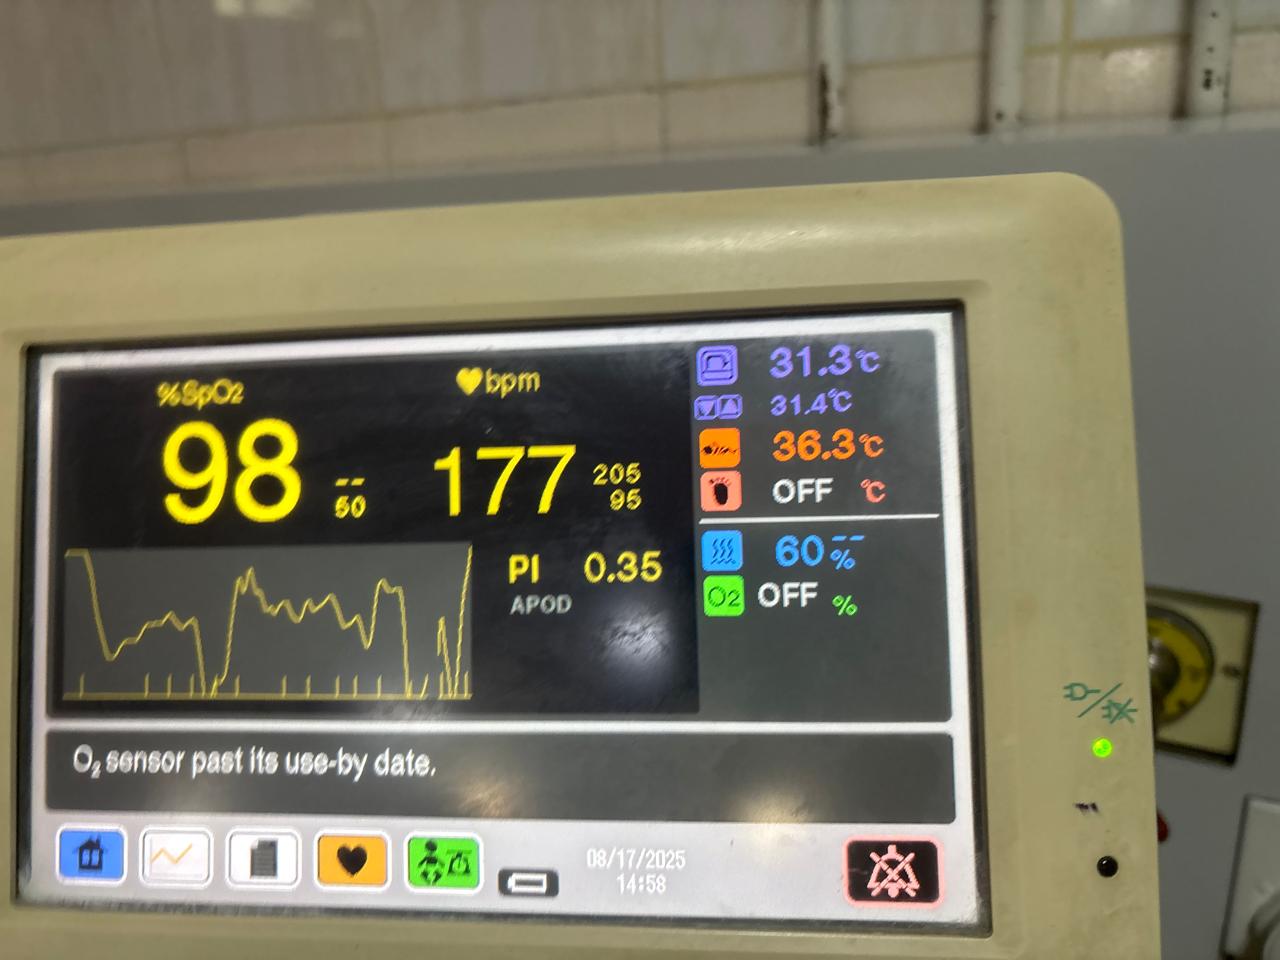 %SpO2
98
--
50
bpm
177
205
95
PI 0.35
APOD
31.3°C
31.4°C
36.3°C
OFF °C
60 --%
O2 OFF %
O2 sensor past its use-by date.
08/17/2025
14:58